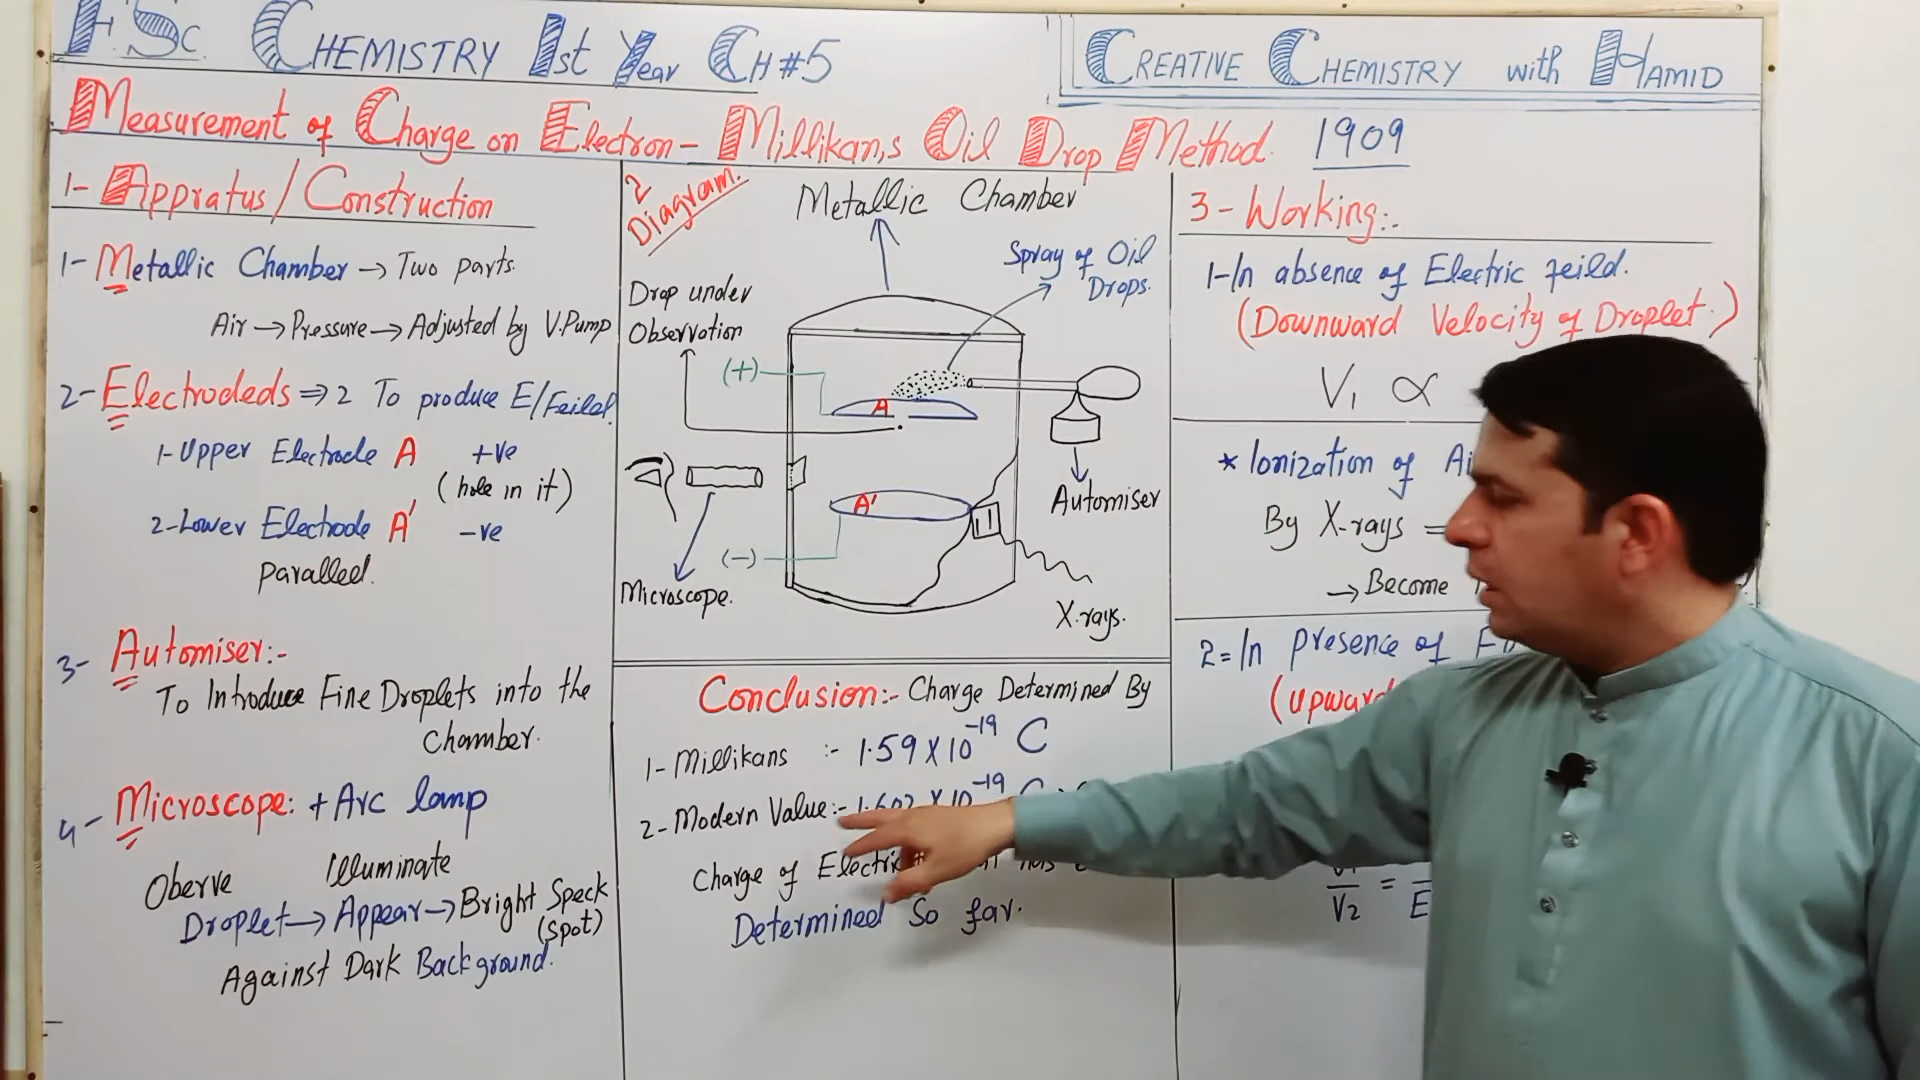 FSc. CHEMISTRY 1st Year CH#5
CREATIVE CHEMISTRY with HAMID
Measurement of Charge on Electron- Millikan,s Oil Drop Method. 1909
1- Appratus/Construction
1- Metallic Chamber → Two parts.
Air → Pressure → Adjusted by V.Pump
2- Electrodeds ⇒ 2 To produce E/Feild
1-Upper Electrode A +ve
(hole in it)
2-Lower Electrode A' -ve
paralled.
3- Automiser:-
To Introduce Fine Droplets into the
Chamber.
4- Microscope: + Arc lamp
Oberve Illuminate
Droplet → Appear → Bright Speck
(spot)
Against Dark Background.
2 Diagram.
Metallic Chamber
Spray of Oil
Drops.
Drop under
Observation
(+)
A
Automiser
A'
(-)
Microscope.
X.rays.
Conclusion:- Charge Determined By
1- Millikans :- 1.59 X 10⁻¹⁹ C
2- Modern Value:- 1.602 X 10⁻¹⁹ C
Charge of
Determined So far.
3- Working:-
1-In absence of Electric feild.
(Downward Velocity of Droplet.)
V₁ ∝
* Ionization of
By X-rays =
→ Become
2= In presence of
V₁/V₂ =
E